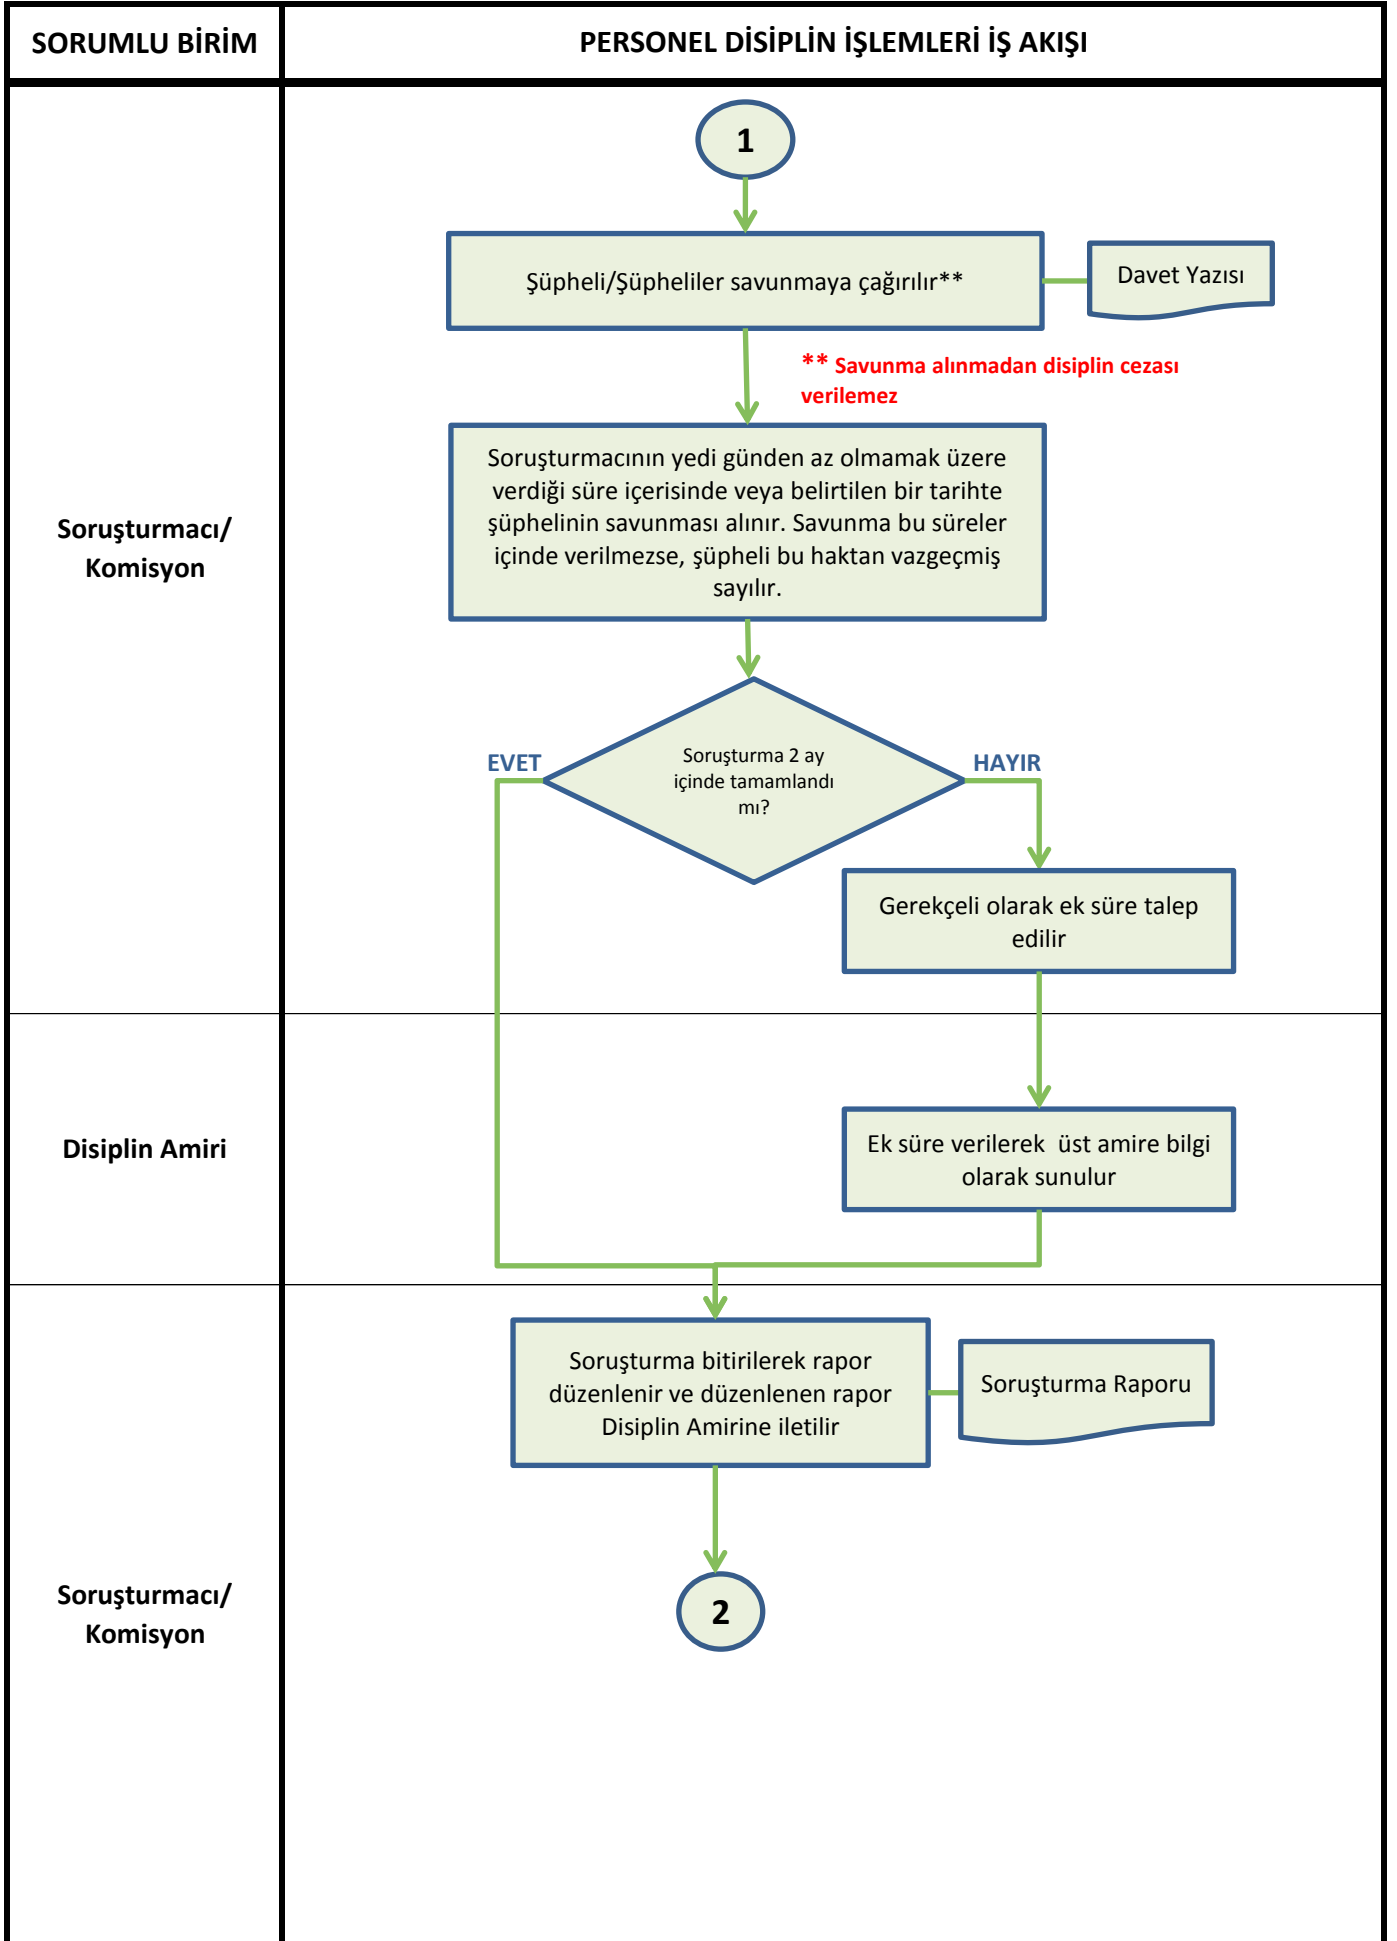 SORUMLU BİRİM
PERSONEL DİSİPLİN İŞLEMLERİ İŞ AKIŞI
1
Şüpheli/Şüpheliler savunmaya çağırılır**
Davet Yazısı
** Savunma alınmadan disiplin cezası
verilemez
Soruşturmacının yedi günden az olmamak üzere
verdiği süre içerisinde veya belirtilen bir tarihte
şüphelinin savunması alınır. Savunma bu süreler
içinde verilmezse, şüpheli bu haktan vazgeçmiş
sayılır.
Soruşturmacı/
Komisyon
EVET
Soruşturma 2 ay
içinde tamamlandı
mı?
HAYIR
Gerekçeli olarak ek süre talep
edilir
Disiplin Amiri
Ek süre verilerek  üst amire bilgi
olarak sunulur
Soruşturma bitirilerek rapor
düzenlenir ve düzenlenen rapor
Disiplin Amirine iletilir
Soruşturma Raporu
Soruşturmacı/
Komisyon
2